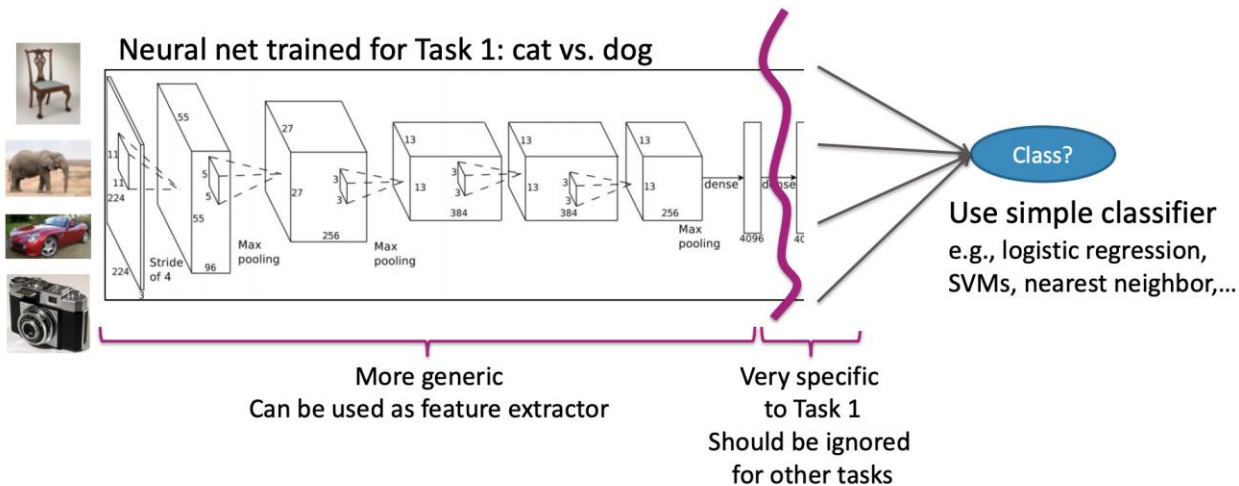 Neural net trained for Task 1: cat vs. dog
11
11
224
224
3
Stride
of 4
55
5
5
55
96
Max
pooling
27
27
3
3
256
Max
pooling
13
13
3
3
384
13
13
3
3
384
13
13
256
Max
pooling
dense
4096
dense
Class?
Use simple classifier
e.g., logistic regression,
SVMs, nearest neighbor,...
More generic
Can be used as feature extractor
Very specific
to Task 1
Should be ignored
for other tasks